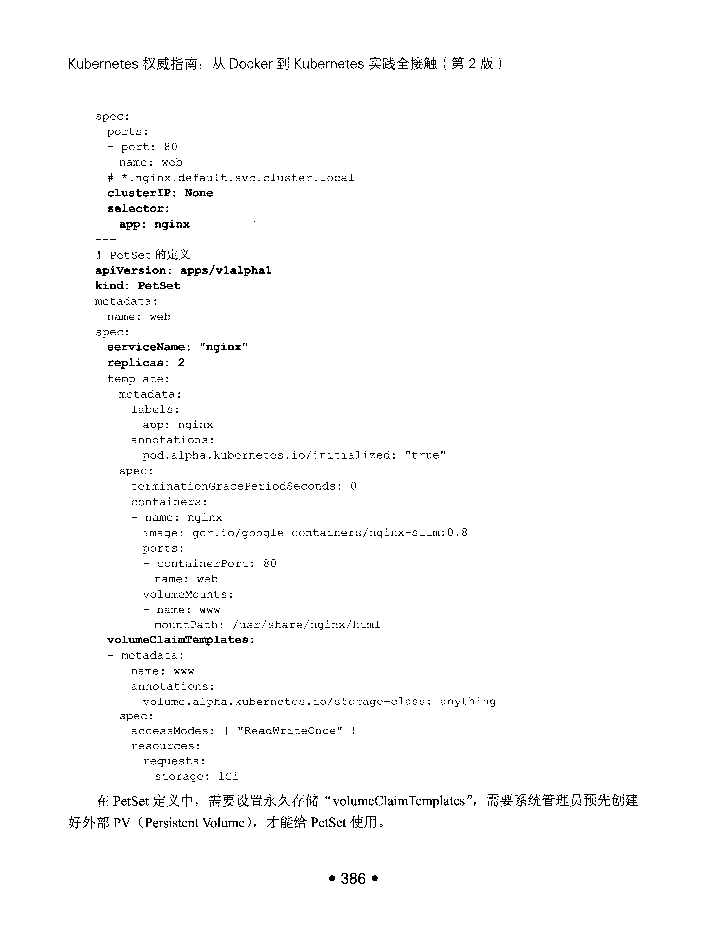 Kubernetes 权威指南：从 Docker 到 Kubernetes 实践全接触（第 2 版）
spec:
  ports:
  - port: 80
    name: web
  # *.nginx.default.svc.cluster.local
  clusterIP: None
  selector:
    app: nginx
---
# PetSet 的定义
apiVersion: apps/v1alpha1
kind: PetSet
metadata:
  name: web
spec:
  serviceName: "nginx"
  replicas: 2
  template:
    metadata:
      labels:
        app: nginx
      annotations:
        pod.alpha.kubernetes.io/initialized: "true"
    spec:
      terminationGracePeriodSeconds: 0
      containers:
      - name: nginx
        image: gcr.io/google_containers/nginx-slim:0.8
        ports:
        - containerPort: 80
          name: web
        volumeMounts:
        - name: www
          mountPath: /usr/share/nginx/html
  volumeClaimTemplates:
  - metadata:
      name: www
      annotations:
        volume.alpha.kubernetes.io/storage-class: anything
    spec:
      accessModes: [ "ReadWriteOnce" ]
      resources:
        requests:
          storage: 1Gi
在 PetSet 定义中，需要设置永久存储“volumeClaimTemplates”，需要系统管理员预先创建
好外部 PV（Persistent Volume），才能给 PetSet 使用。
• 386 •